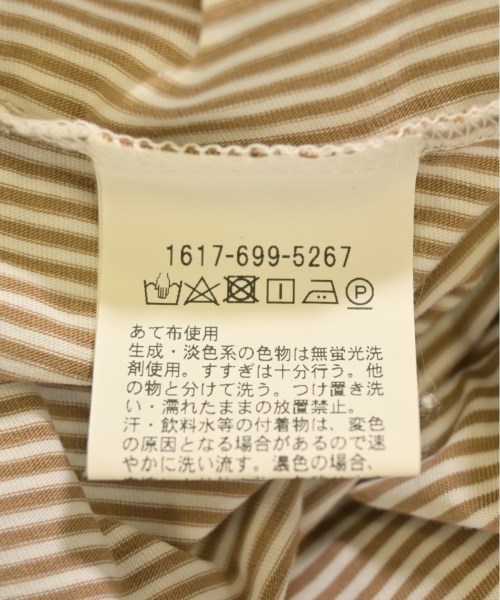 1617-699-5267
P
あて布使用
生成・淡色系の色物は無蛍光洗
剤使用。すすぎは十分行う。他
の物と分けて洗う。つけ置き洗
い・濡れたままの放置禁止。
汗・飲料水等の付着物は、変色
の原因となる場合があるので速
やかに洗い流す。濃色の場合、